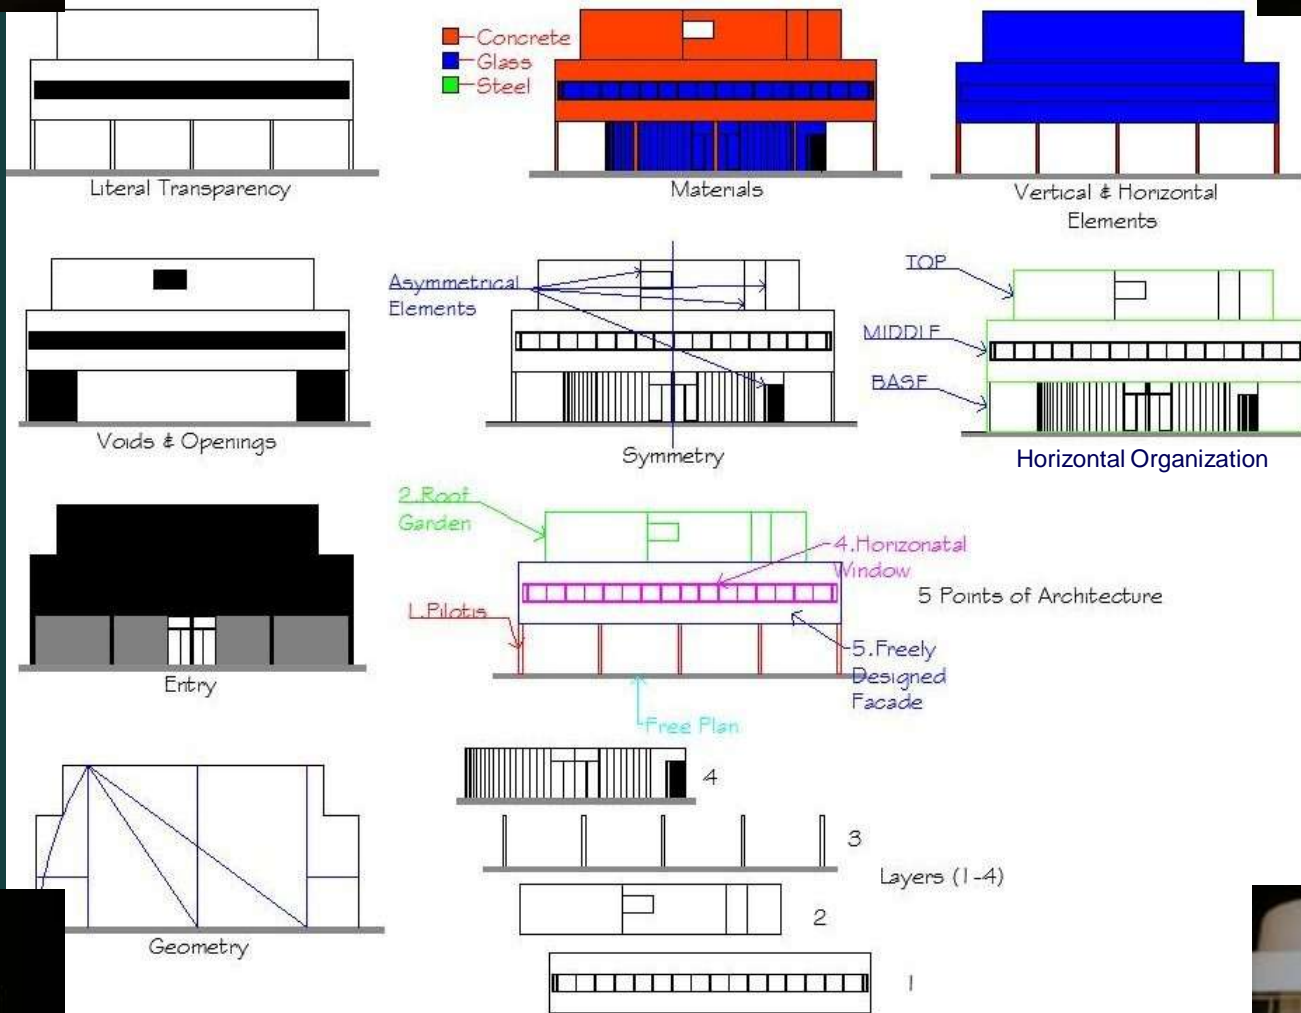 Concrete
Glass
Steel
Literal Transparency
Materials
Vertical & Horizontal
Elements
Asymmetrical
Elements
TOP
MIDDLE
BASE
Voids & Openings
Symmetry
Horizontal Organization
2.Roof
Garden
4.Horizonatal
Window
5 Points of Architecture
1.Pilotis
5.Freely
Designed
Facade
Free Plan
Entry
4
3
Layers (1-4)
2
1
Geometry